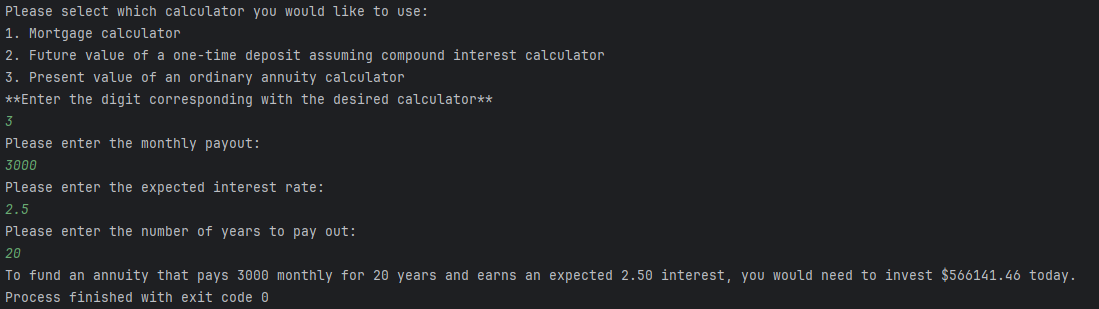 Please select which calculator you would like to use:
1. Mortgage calculator
2. Future value of a one-time deposit assuming compound interest calculator
3. Present value of an ordinary annuity calculator
**Enter the digit corresponding with the desired calculator**
3
Please enter the monthly payout:
3000
Please enter the expected interest rate:
2.5
Please enter the number of years to pay out:
20
To fund an annuity that pays 3000 monthly for 20 years and earns an expected 2.50 interest, you would need to invest $566141.46 today.
Process finished with exit code 0